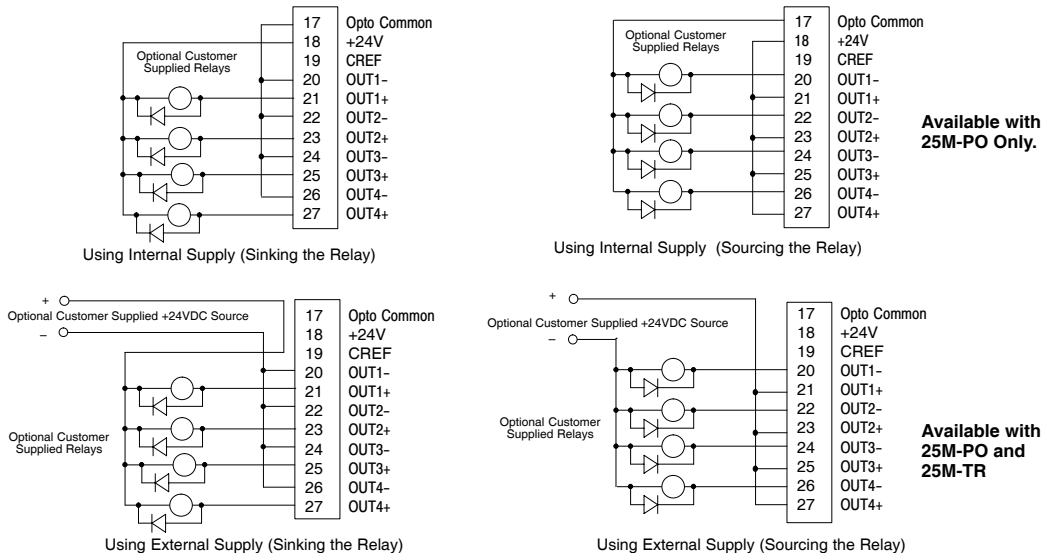 17 Opto Common
18 +24V
19 CREF
20 OUT1–
21 OUT1+
22 OUT2–
23 OUT2+
24 OUT3–
25 OUT3+
26 OUT4–
27 OUT4+
Optional Customer
Supplied Relays
Using Internal Supply (Sinking the Relay)
17 Opto Common
18 +24V
19 CREF
20 OUT1–
21 OUT1+
22 OUT2–
23 OUT2+
24 OUT3–
25 OUT3+
26 OUT4–
27 OUT4+
Optional Customer
Supplied Relays
Using Internal Supply (Sourcing the Relay)
Available with
25M-PO Only.
+
Optional Customer Supplied +24VDC Source
–
17 Opto Common
18 +24V
19 CREF
20 OUT1–
21 OUT1+
22 OUT2–
23 OUT2+
24 OUT3–
25 OUT3+
26 OUT4–
27 OUT4+
Optional Customer
Supplied Relays
Using External Supply (Sinking the Relay)
+
Optional Customer Supplied +24VDC Source
–
17 Opto Common
18 +24V
19 CREF
20 OUT1–
21 OUT1+
22 OUT2–
23 OUT2+
24 OUT3–
25 OUT3+
26 OUT4–
27 OUT4+
Optional Customer
Supplied Relays
Using External Supply (Sourcing the Relay)
Available with
25M-PO and
25M-TR